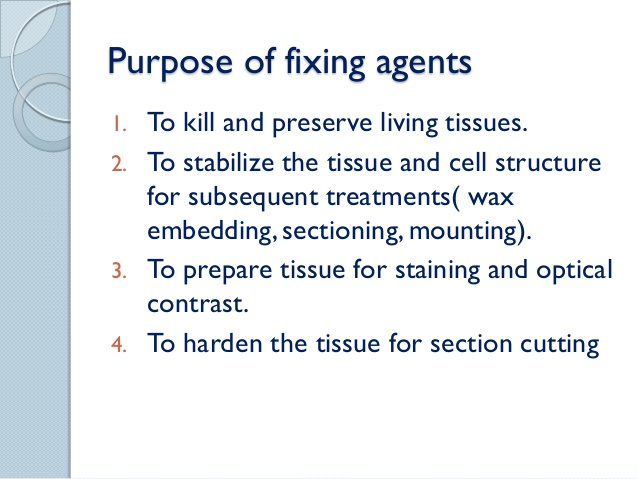 Purpose of fixing agents
1. To kill and preserve living tissues.
2. To stabilize the tissue and cell structure
for subsequent treatments( wax
embedding, sectioning, mounting).
3. To prepare tissue for staining and optical
contrast.
4. To harden the tissue for section cutting